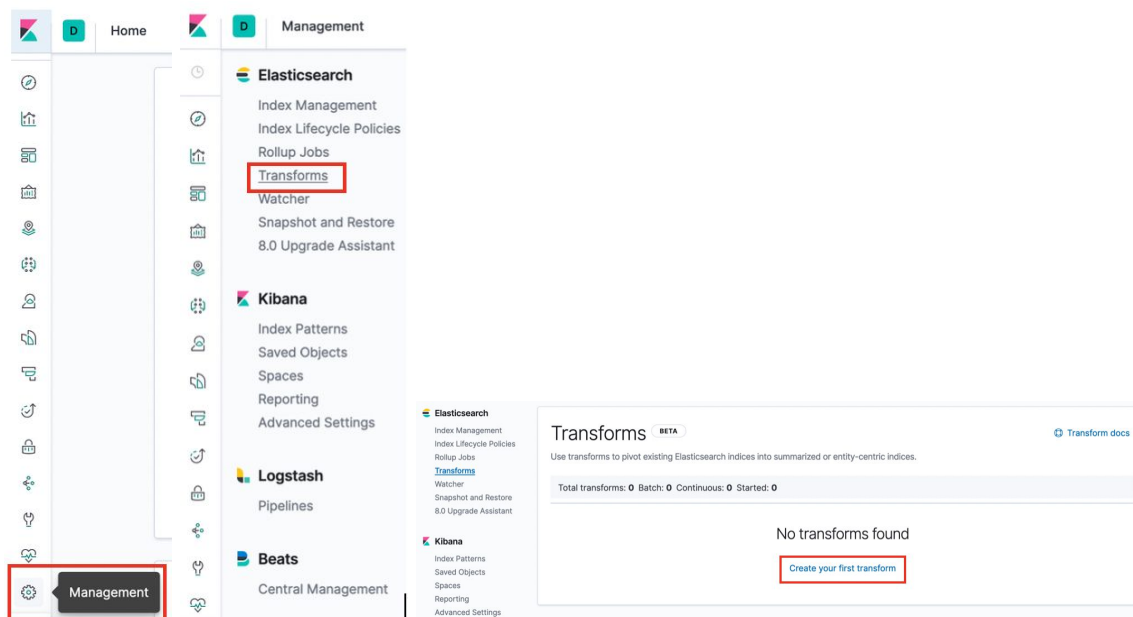 D
Home
Management
D
Management
Elasticsearch
Index Management
Index Lifecycle Policies
Rollup Jobs
Transforms
Watcher
Snapshot and Restore
8.0 Upgrade Assistant
Kibana
Index Patterns
Saved Objects
Spaces
Reporting
Advanced Settings
Logstash
Pipelines
Beats
Central Management
Elasticsearch
Index Management
Index Lifecycle Policies
Rollup Jobs
Transforms
Watcher
Snapshot and Restore
8.0 Upgrade Assistant
Kibana
Index Patterns
Saved Objects
Spaces
Reporting
Advanced Settings
Transforms BETA
Transform docs
Use transforms to pivot existing Elasticsearch indices into summarized or entity-centric indices.
Total transforms: 0 Batch: 0 Continuous: 0 Started: 0
No transforms found
Create your first transform